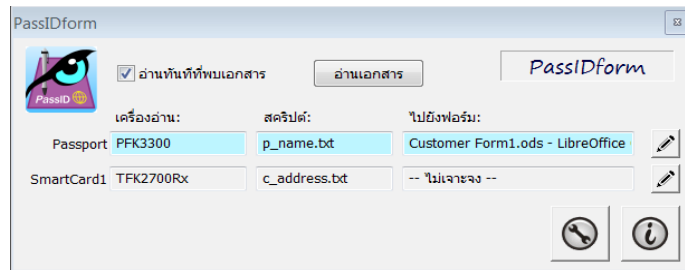 PassIDform
อ่านทันทีที่พบเอกสาร อ่านเอกสาร PassIDform
PassID
เครื่องอ่าน: สคริปต์: ไปยังฟอร์ม:
Passport PFK3300 p_name.txt Customer Form1.ods - LibreOffice
SmartCard1 TFK2700Rx c_address.txt -- ไม่เจาะจง --